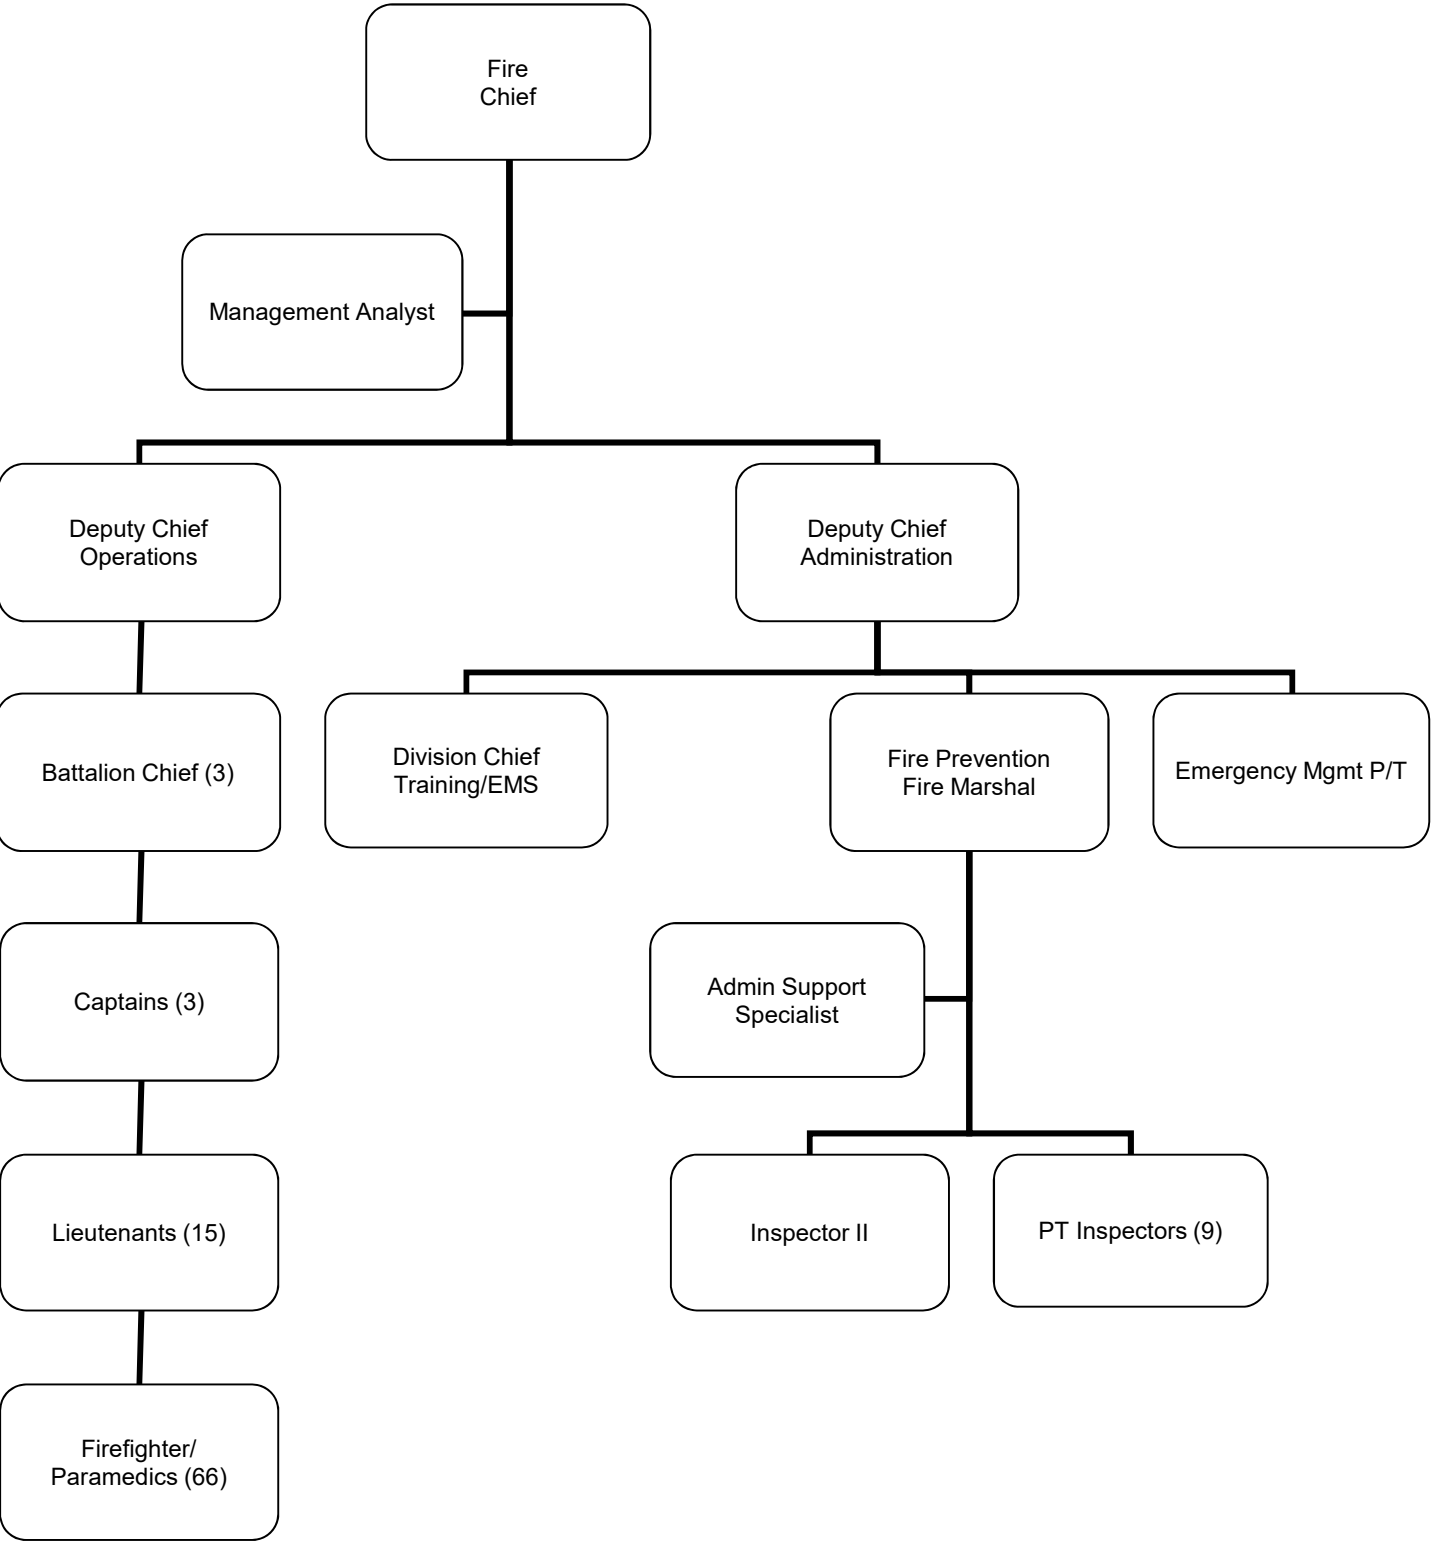 Fire
Chief
Management Analyst
Deputy Chief
Operations
Deputy Chief
Administration
Battalion Chief (3)
Division Chief
Training/EMS
Fire Prevention
Fire Marshal
Emergency Mgmt P/T
Captains (3)
Admin Support
Specialist
Lieutenants (15)
Inspector II
PT Inspectors (9)
Firefighter/
Paramedics (66)